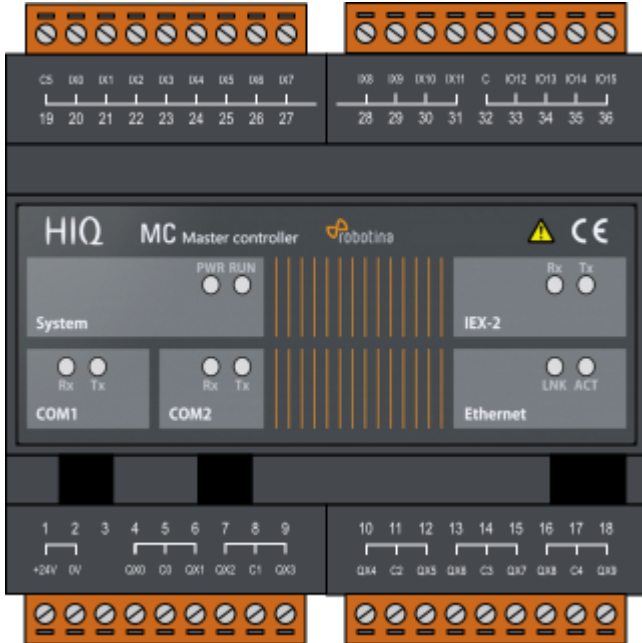 C5 IX0 IX1 IX2 IX3 IX4 IX5 IX6 IX7
19 20 21 22 23 24 25 26 27
IX8 IX9 IX10 IX11 C IO12 IO13 IO14 IO15
28 29 30 31 32 33 34 35 36
HIQ MC Master controller robotina CE
PWR RUN
System
Rx Tx
IEX-2
Rx Tx
COM1
Rx Tx
COM2
LNK ACT
Ethernet
1 2 3 4 5 6 7 8 9
+24V 0V QX0 C0 QX1 QX2 C1 QX3
10 11 12 13 14 15 16 17 18
QX4 C2 QX5 QX6 C3 QX7 QX8 C4 QX9